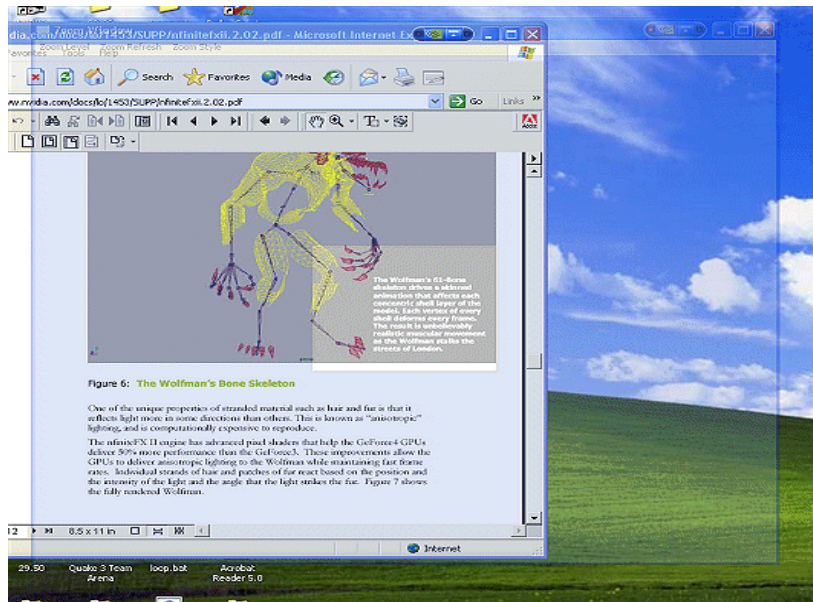 dia.com/docs/lo/1453/SUPP/nfinitefxii.2.02.pdf - Microsoft Internet Ex
Zoom Window
Zoom Level Zoom Refresh Zoom Style
Favorites Tools Help
Search Favorites Media
w.nvidia.com/docs/lo/1453/SUPP/nfinitefxii.2.02.pdf Go Links »
Adobe
The Wolfman's 61-Bone
skeleton drives a skinned
animation that affects each
concentric shell layer of the
model. Each vertex of every
shell deforms every frame.
The result is unbelievably
realistic muscular movement
as the Wolfman stalks the
streets of London.
Figure 6: The Wolfman's Bone Skeleton
One of the unique properties of stranded material such as hair and fur is that it
reflects light more in some directions than others. This is known as “anisotropic”
lighting, and is computationally expensive to reproduce.
The nfiniteFX II engine has advanced pixel shaders that help the GeForce4 GPUs
deliver 50% more performance than the GeForce3. These improvements allow the
GPUs to deliver anisotropic lighting to the Wolfman while maintaining fast frame
rates. Individual strands of hair and patches of fur react based on the position and
the intensity of the light and the angle that the light strikes the fur. Figure 7 shows
the fully rendered Wolfman.
12 8.5 x 11 in
Internet
29.50 Quake 3 Team loop.bat Acrobat
Arena Reader 5.0